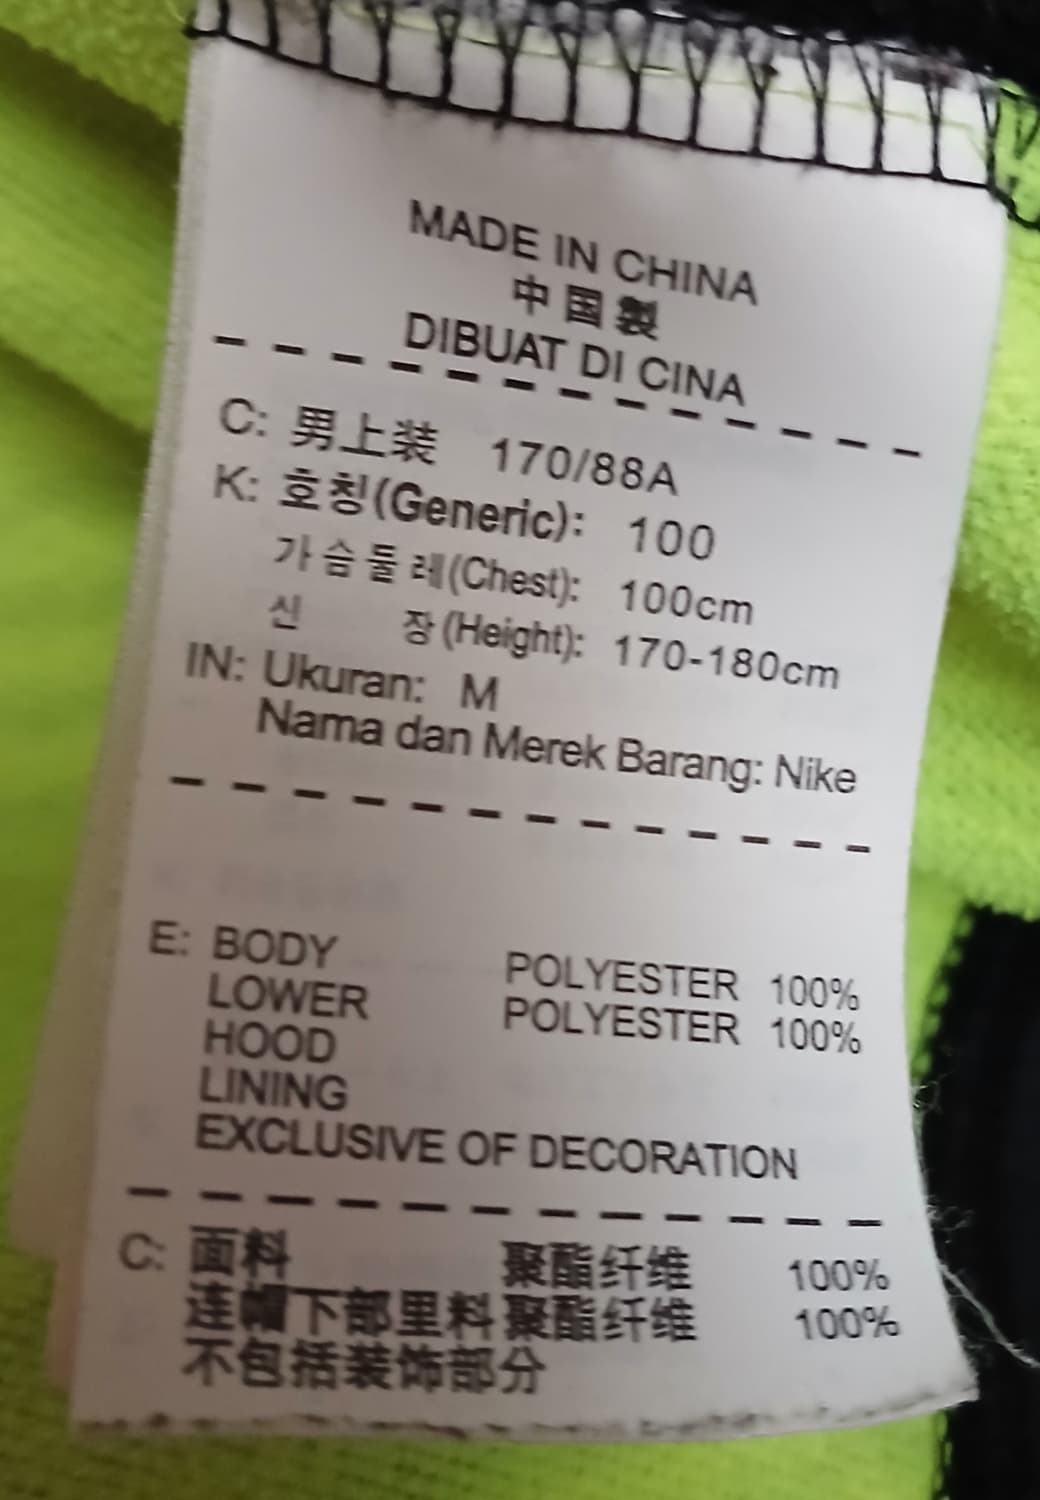 MADE IN CHINA
中国製
DIBUAT DI CINA
C: 男上装 170/88A
K: 호칭(Generic): 100
가슴둘레(Chest): 100cm
신 장(Height): 170-180cm
IN: Ukuran: M
Nama dan Merek Barang: Nike
E: BODY POLYESTER 100%
LOWER POLYESTER 100%
HOOD
LINING
EXCLUSIVE OF DECORATION
C: 面料 聚酯纤维 100%
连帽下部里料 聚酯纤维 100%
不包括装饰部分